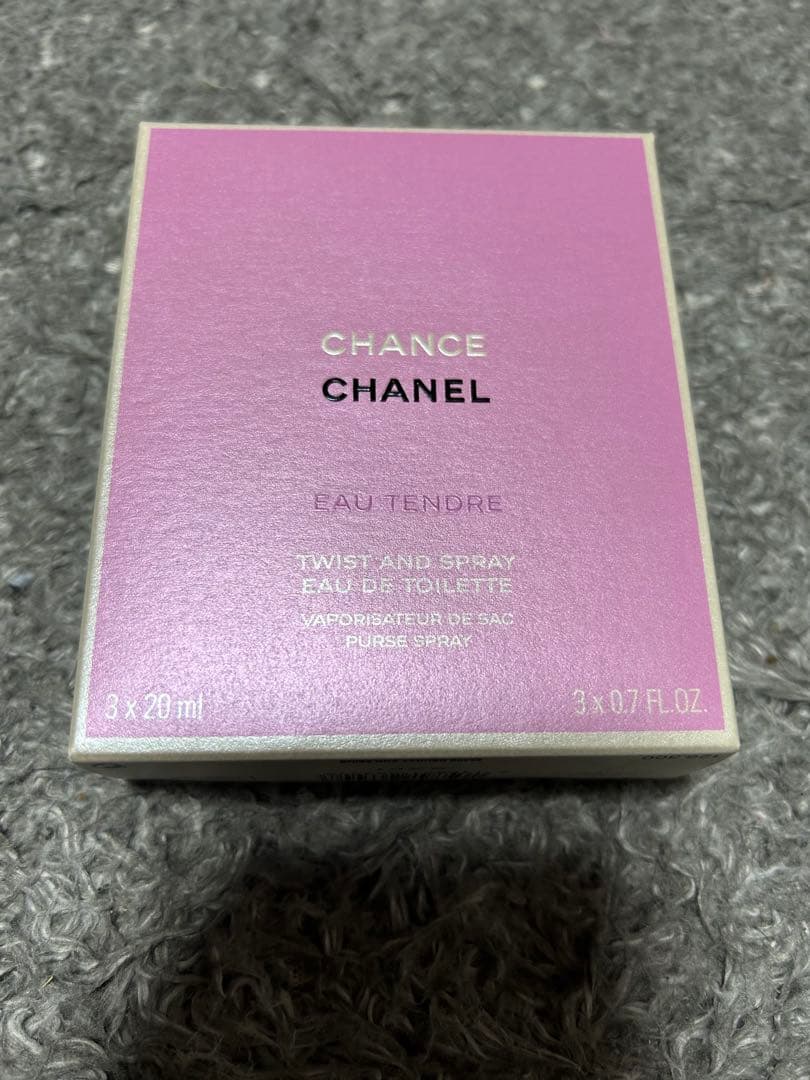 CHANCE
CHANEL
EAU TENDRE
TWIST AND SPRAY
EAU DE TOILETTE
VAPORISATEUR DE SAC
PURSE SPRAY
3 x 20 ml
3 x 0.7 FL.OZ.